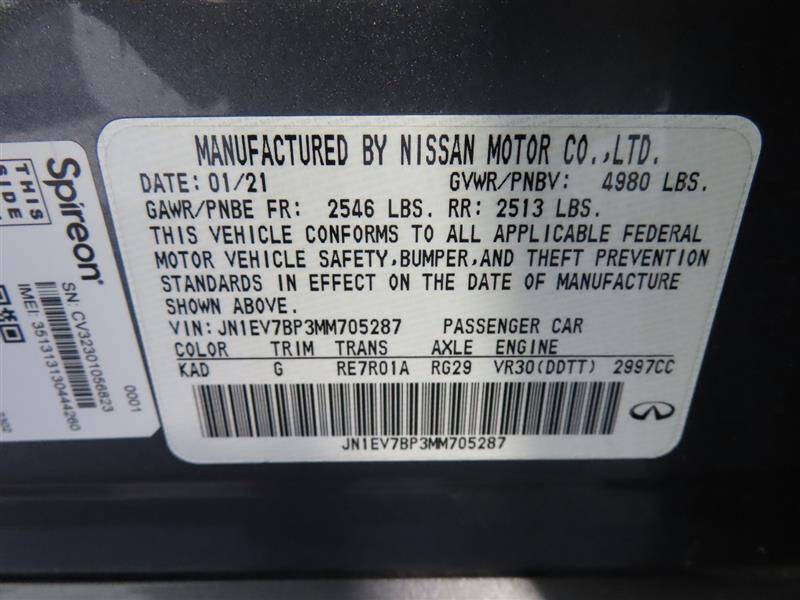 MANUFACTURED BY NISSAN MOTOR CO.,LTD.
DATE: 01/21 GVWR/PNBV: 4980 LBS.
GAWR/PNBE FR: 2546 LBS. RR: 2513 LBS.
THIS VEHICLE CONFORMS TO ALL APPLICABLE FEDERAL
MOTOR VEHICLE SAFETY,BUMPER,AND THEFT PREVENTION
STANDARDS IN EFFECT ON THE DATE OF MANUFACTURE
SHOWN ABOVE.
VIN: JN1EV7BP3MM705287 PASSENGER CAR
COLOR TRIM TRANS AXLE ENGINE
KAD G RE7R01A RG29 VR30(DDTT) 2997CC
JN1EV7BP3MM705287
THIS
SIDE
Spireon
SN: CV32301056823
IMEI: 351313130444260
0001